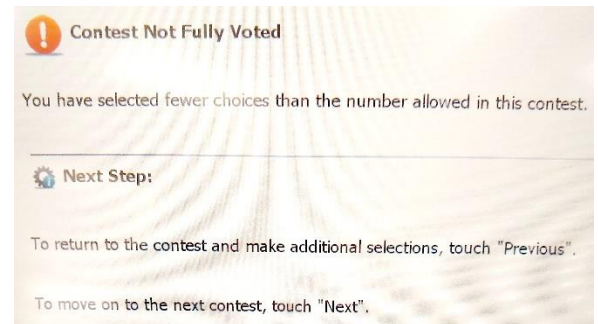 Contest Not Fully Voted
You have selected fewer choices than the number allowed in this contest.
Next Step:
To return to the contest and make additional selections, touch "Previous".
To move on to the next contest, touch "Next".